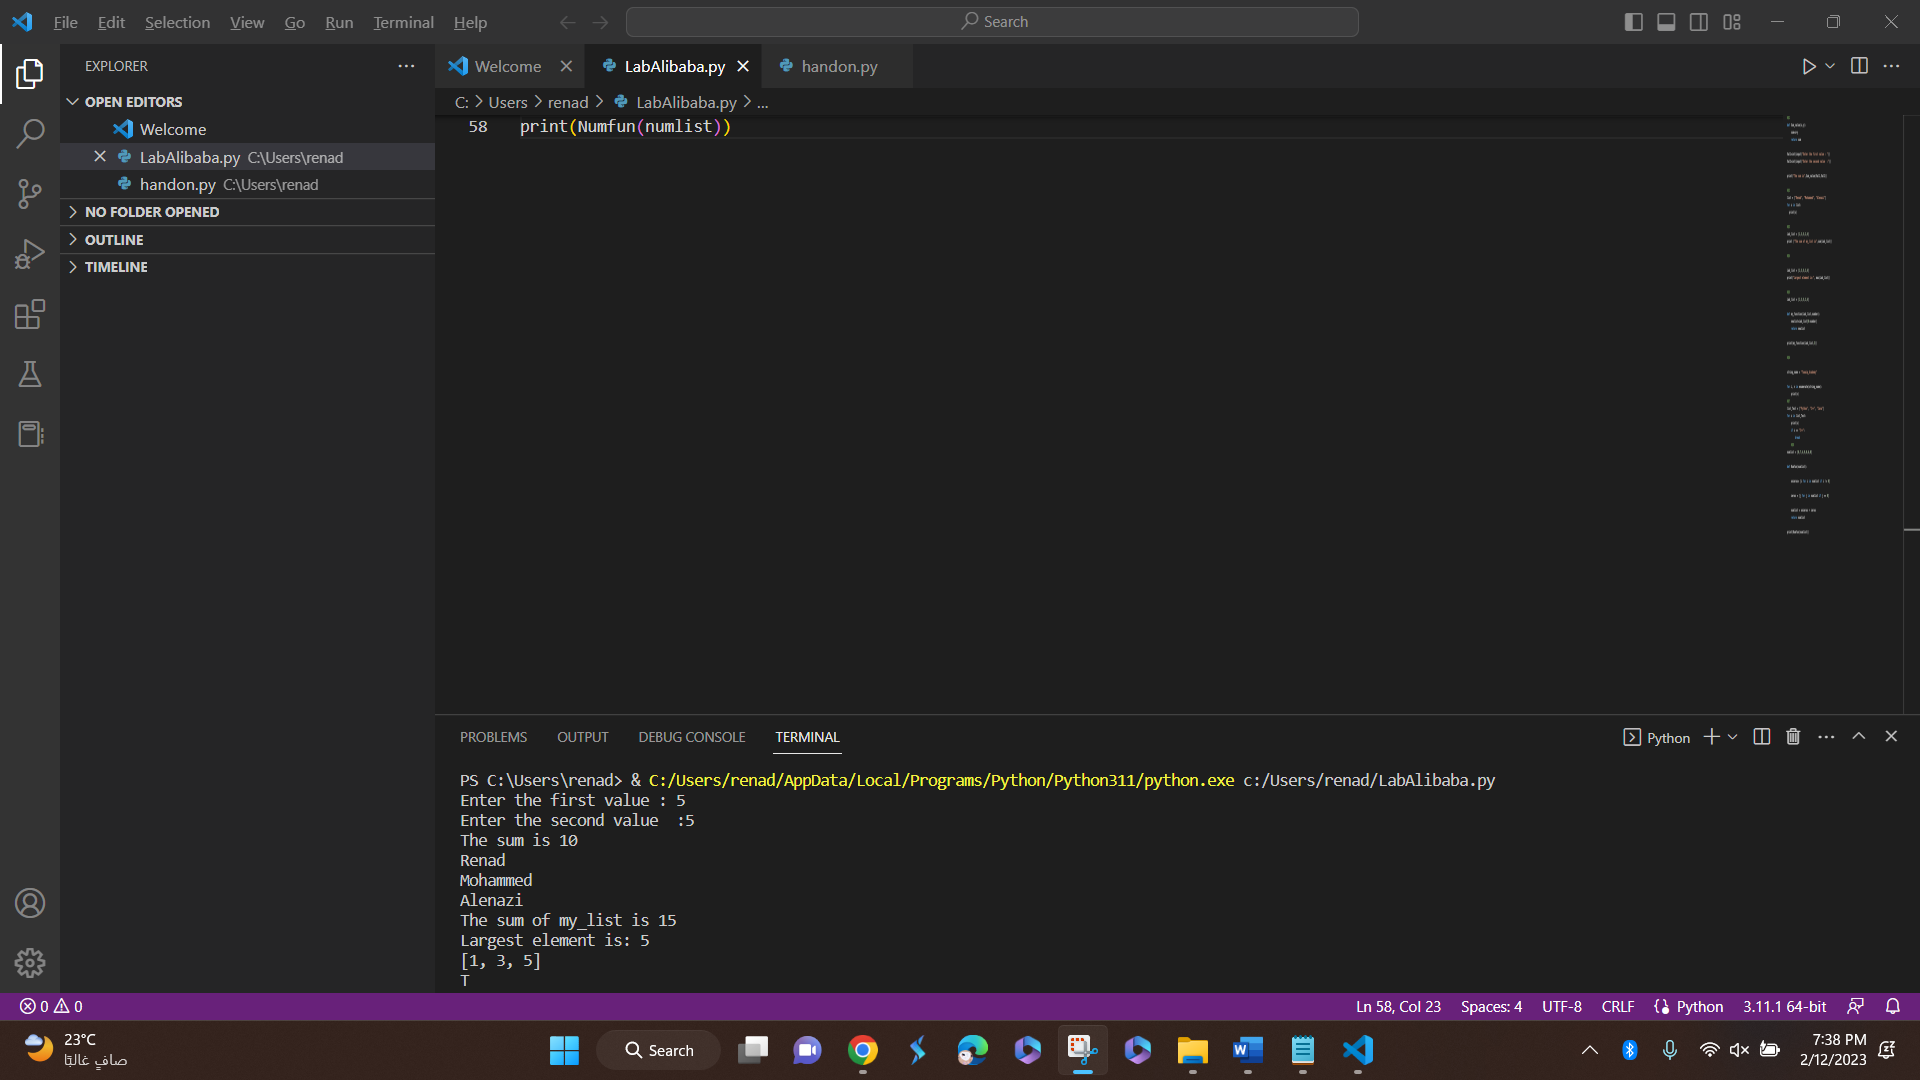 File Edit Selection View Go Run Terminal Help
Search
EXPLORER
OPEN EDITORS
Welcome
LabAlibaba.py C:\Users\renad
handon.py C:\Users\renad
NO FOLDER OPENED
OUTLINE
TIMELINE
Welcome LabAlibaba.py handon.py
C: > Users > renad > LabAlibaba.py > ...
58 print(Numfun(numlist))
PROBLEMS OUTPUT DEBUG CONSOLE TERMINAL
Python
PS C:\Users\renad> & C:/Users/renad/AppData/Local/Programs/Python/Python311/python.exe c:/Users/renad/LabAlibaba.py
Enter the first value : 5
Enter the second value  :5
The sum is 10
Renad
Mohammed
Alenazi
The sum of my_list is 15
Largest element is: 5
[1, 3, 5]
T
0 0
Ln 58, Col 23 Spaces: 4 UTF-8 CRLF Python 3.11.1 64-bit
23°C
صافٍ غالبًا
Search
7:38 PM
2/12/2023